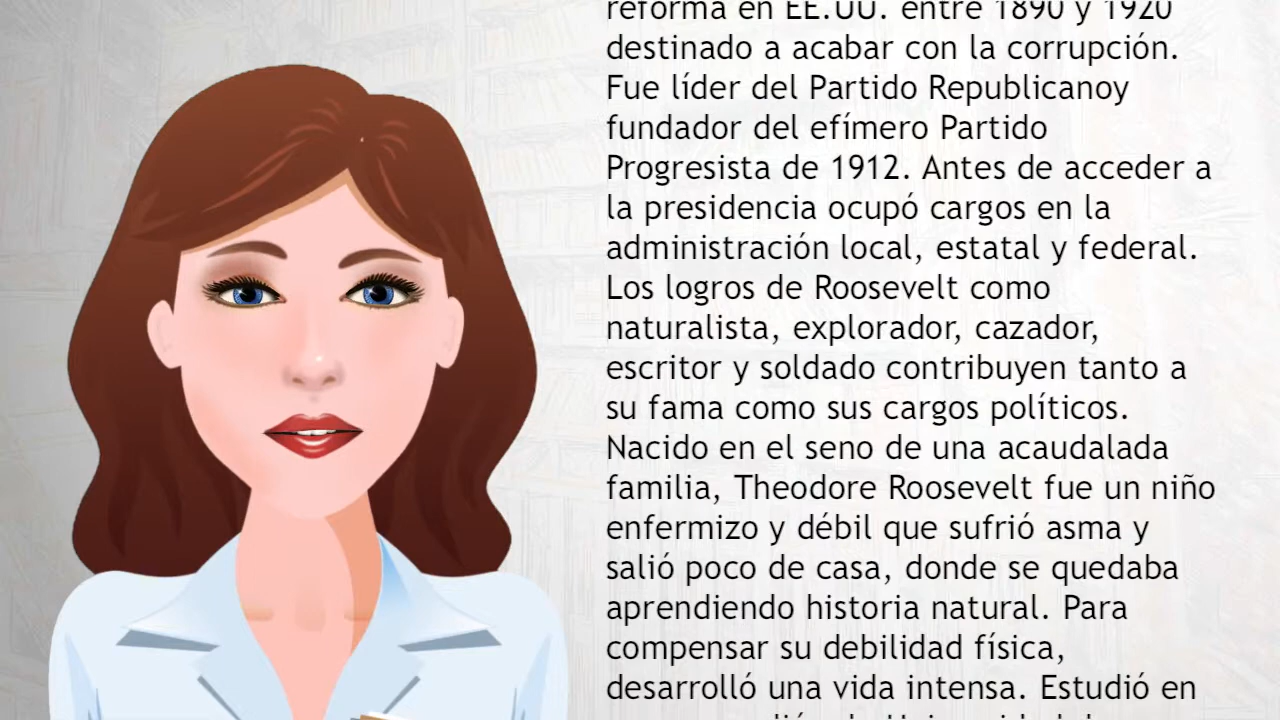 reforma en EE.UU. entre 1890 y 1920
destinado a acabar con la corrupción.
Fue líder del Partido Republicanoy
fundador del efímero Partido
Progresista de 1912. Antes de acceder a
la presidencia ocupó cargos en la
administración local, estatal y federal.
Los logros de Roosevelt como
naturalista, explorador, cazador,
escritor y soldado contribuyen tanto a
su fama como sus cargos políticos.
Nacido en el seno de una acaudalada
familia, Theodore Roosevelt fue un niño
enfermizo y débil que sufrió asma y
salió poco de casa, donde se quedaba
aprendiendo historia natural. Para
compensar su debilidad física,
desarrolló una vida intensa. Estudió en